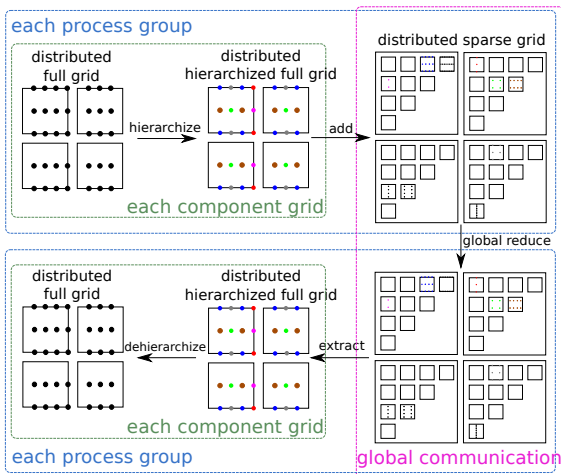 each process group
distributed
full grid
distributed
hierarchized full grid
distributed sparse grid
hierarchize
add
each component grid
global reduce
distributed
full grid
distributed
hierarchized full grid
dehierarchize
extract
each component grid
each process group
global communication